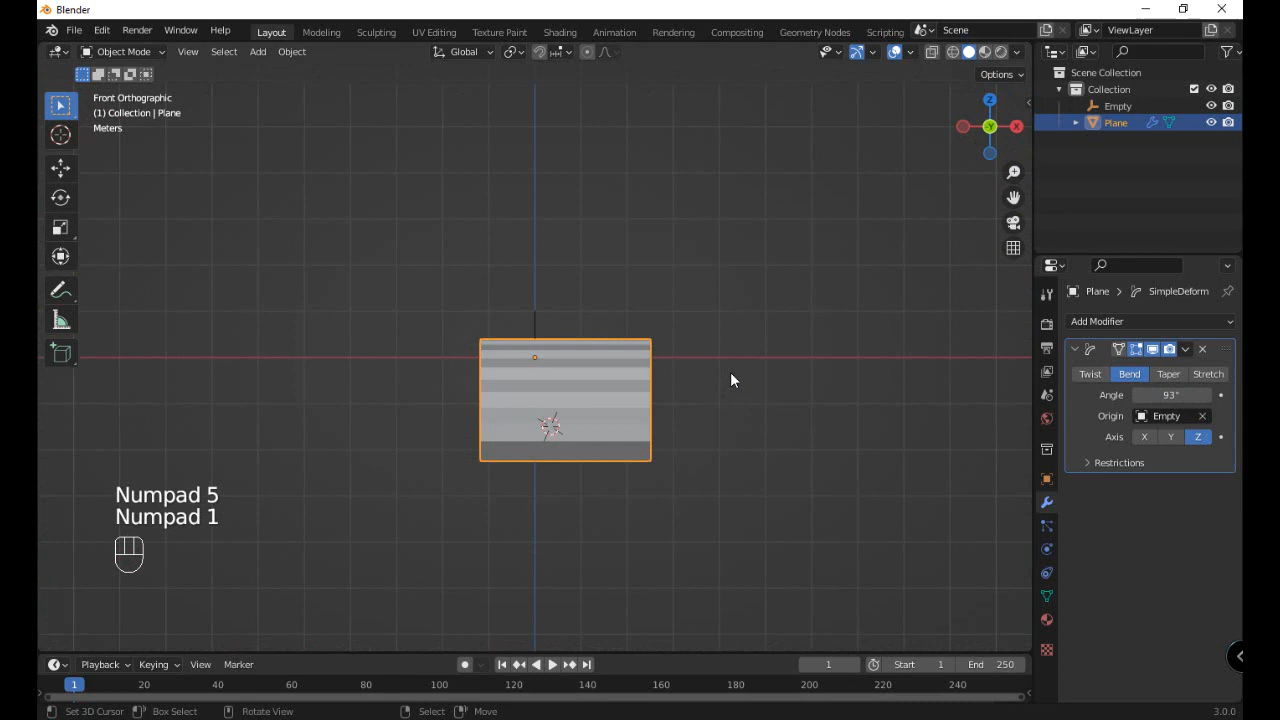 Blender
File Edit Render Window Help Layout Modeling Sculpting UV Editing Texture Paint Shading Animation Rendering Compositing Geometry Nodes Scripting Scene ViewLayer
Object Mode View Select Add Object Global
Options
Front Orthographic
(1) Collection | Plane
Meters
Z
-Y
X
Scene Collection
Collection
Empty
Plane
Plane > SimpleDeform
Add Modifier
Twist Bend Taper Stretch
Angle 93°
Origin Empty
Axis X Y Z
Restrictions
Numpad 5
Numpad 1
Playback Keying View Marker 1 Start 1 End 250
1 20 40 60 80 100 120 140 160 180 200 220 240
Set 3D Cursor Box Select Rotate View Select Move 3.0.0